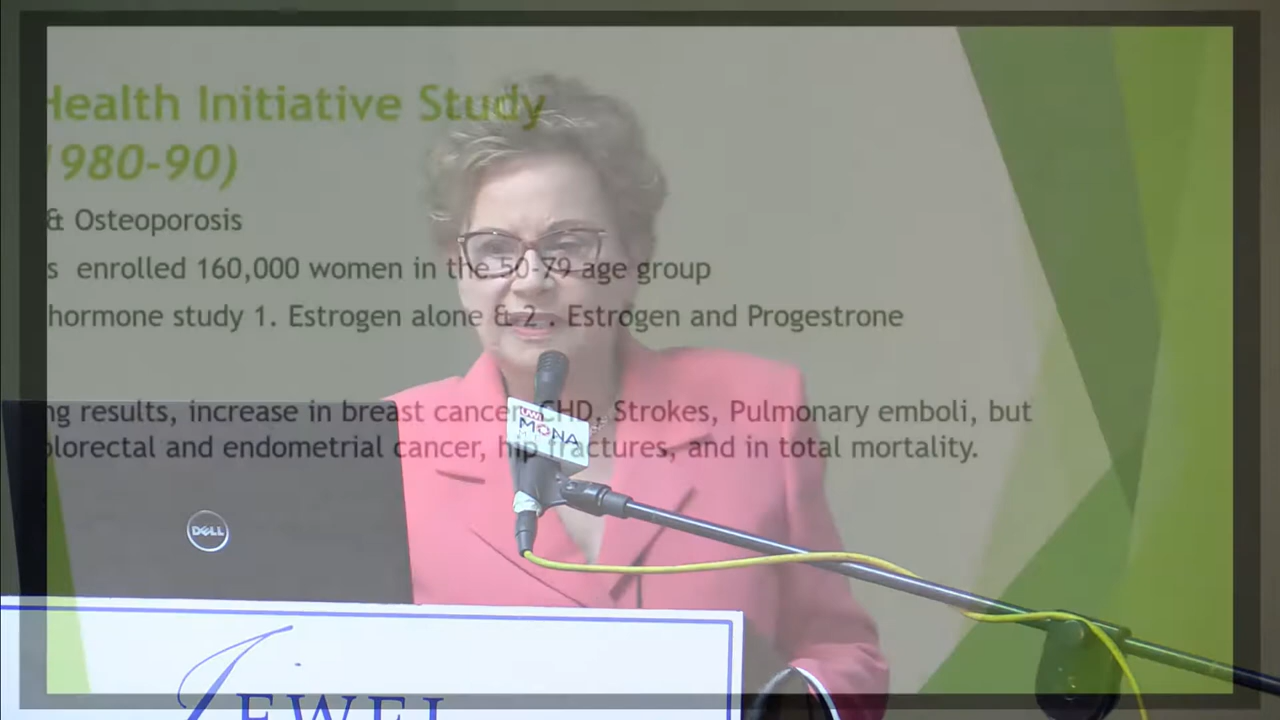 Health Initiative Study
1980-90)
& Osteoporosis
s enrolled 160,000 women in the 50-79 age group
hormone study 1. Estrogen alone & 2 . Estrogen and Progestrone
ng results, increase in breast cancer, CHD, Strokes, Pulmonary emboli, but
olorectal and endometrial cancer, hip fractures, and in total mortality.
UWI
MONA
DELL
JEWEL